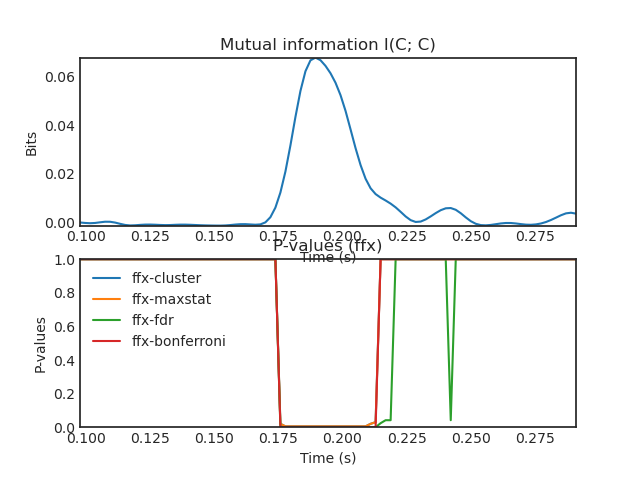 Mutual information I(C; C)
0.06
0.04
0.02
0.00
Bits
0.100 0.125 0.150 0.175 0.200 0.225 0.250 0.275
Time (s)
P-values (ffx)
1.0
0.8
0.6
0.4
0.2
0.0
P-values
ffx-cluster
ffx-maxstat
ffx-fdr
ffx-bonferroni
0.100 0.125 0.150 0.175 0.200 0.225 0.250 0.275
Time (s)